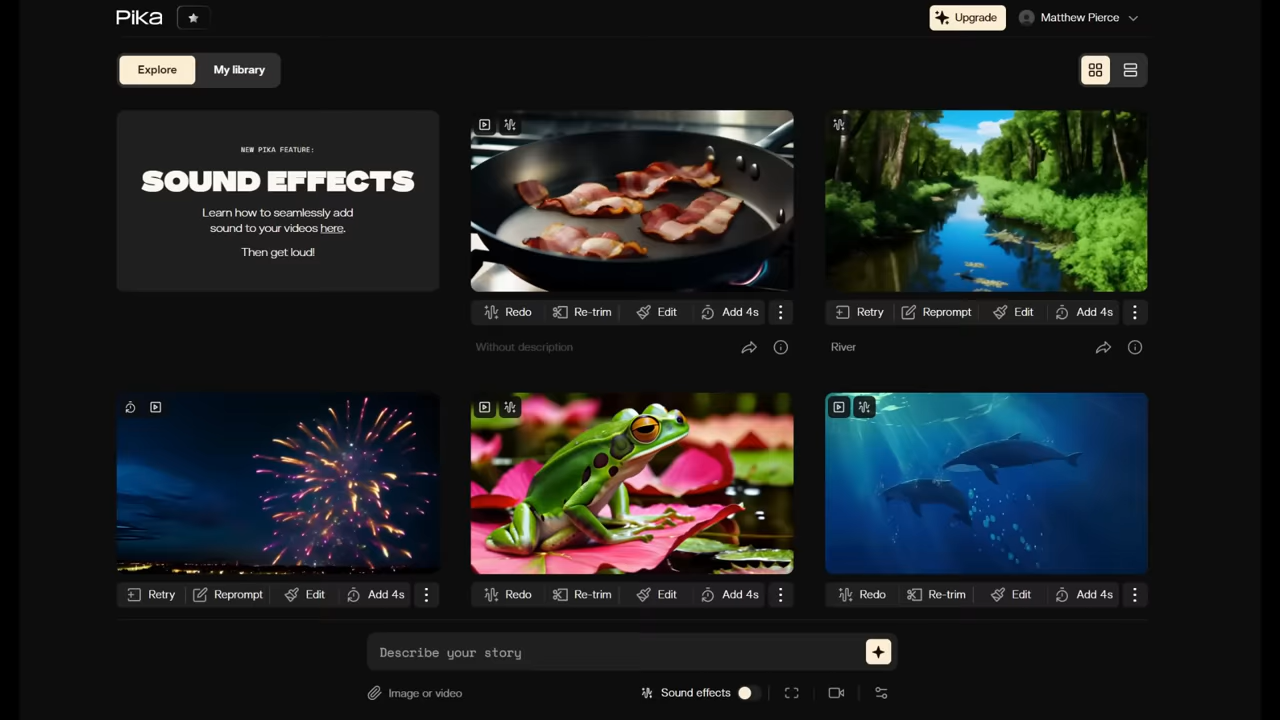 Pika
Upgrade
Matthew Pierce
Explore
My library
NEW PIKA FEATURE:
SOUND EFFECTS
Learn how to seamlessly add
sound to your videos here.
Then get loud!
Redo
Re-trim
Edit
Add 4s
Retry
Reprompt
Edit
Add 4s
Without description
River
Retry
Reprompt
Edit
Add 4s
Redo
Re-trim
Edit
Add 4s
Redo
Re-trim
Edit
Add 4s
Describe your story
Image or video
Sound effects